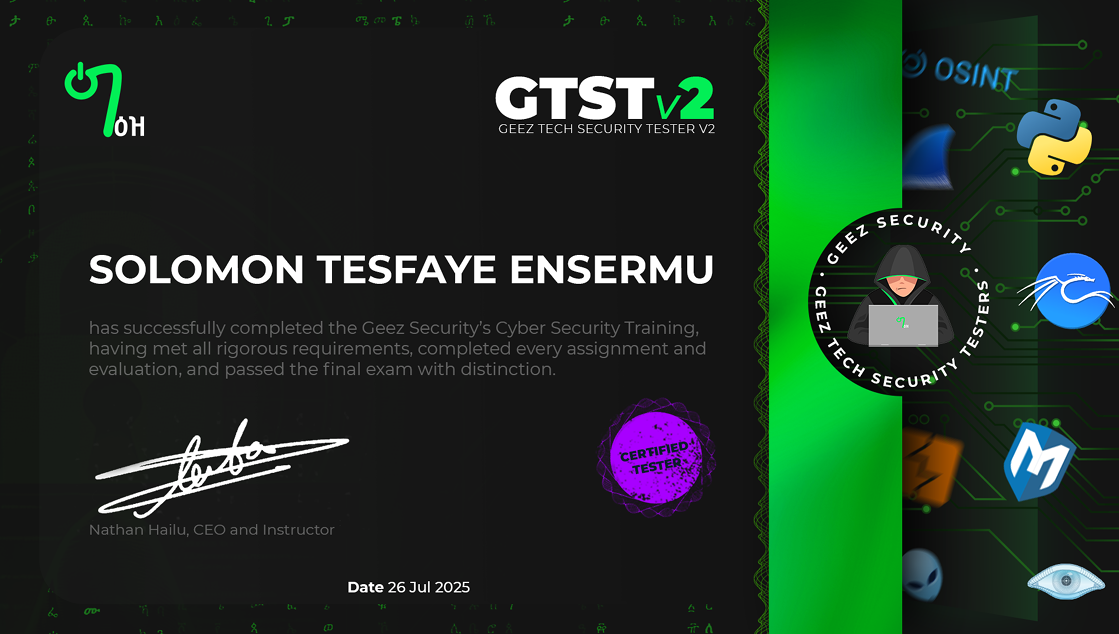 GTSTv2
GEEZ TECH SECURITY TESTER V2
SOLOMON TESFAYE ENSERMU
has successfully completed the Geez Security’s Cyber Security Training,
having met all rigorous requirements, completed every assignment and
evaluation, and passed the final exam with distinction.
CERTIFIED
TESTER
Nathan Hailu, CEO and Instructor
Date 26 Jul 2025
OSINT
GEEZ SECURITY
GEEZ TECH SECURITY TESTERS